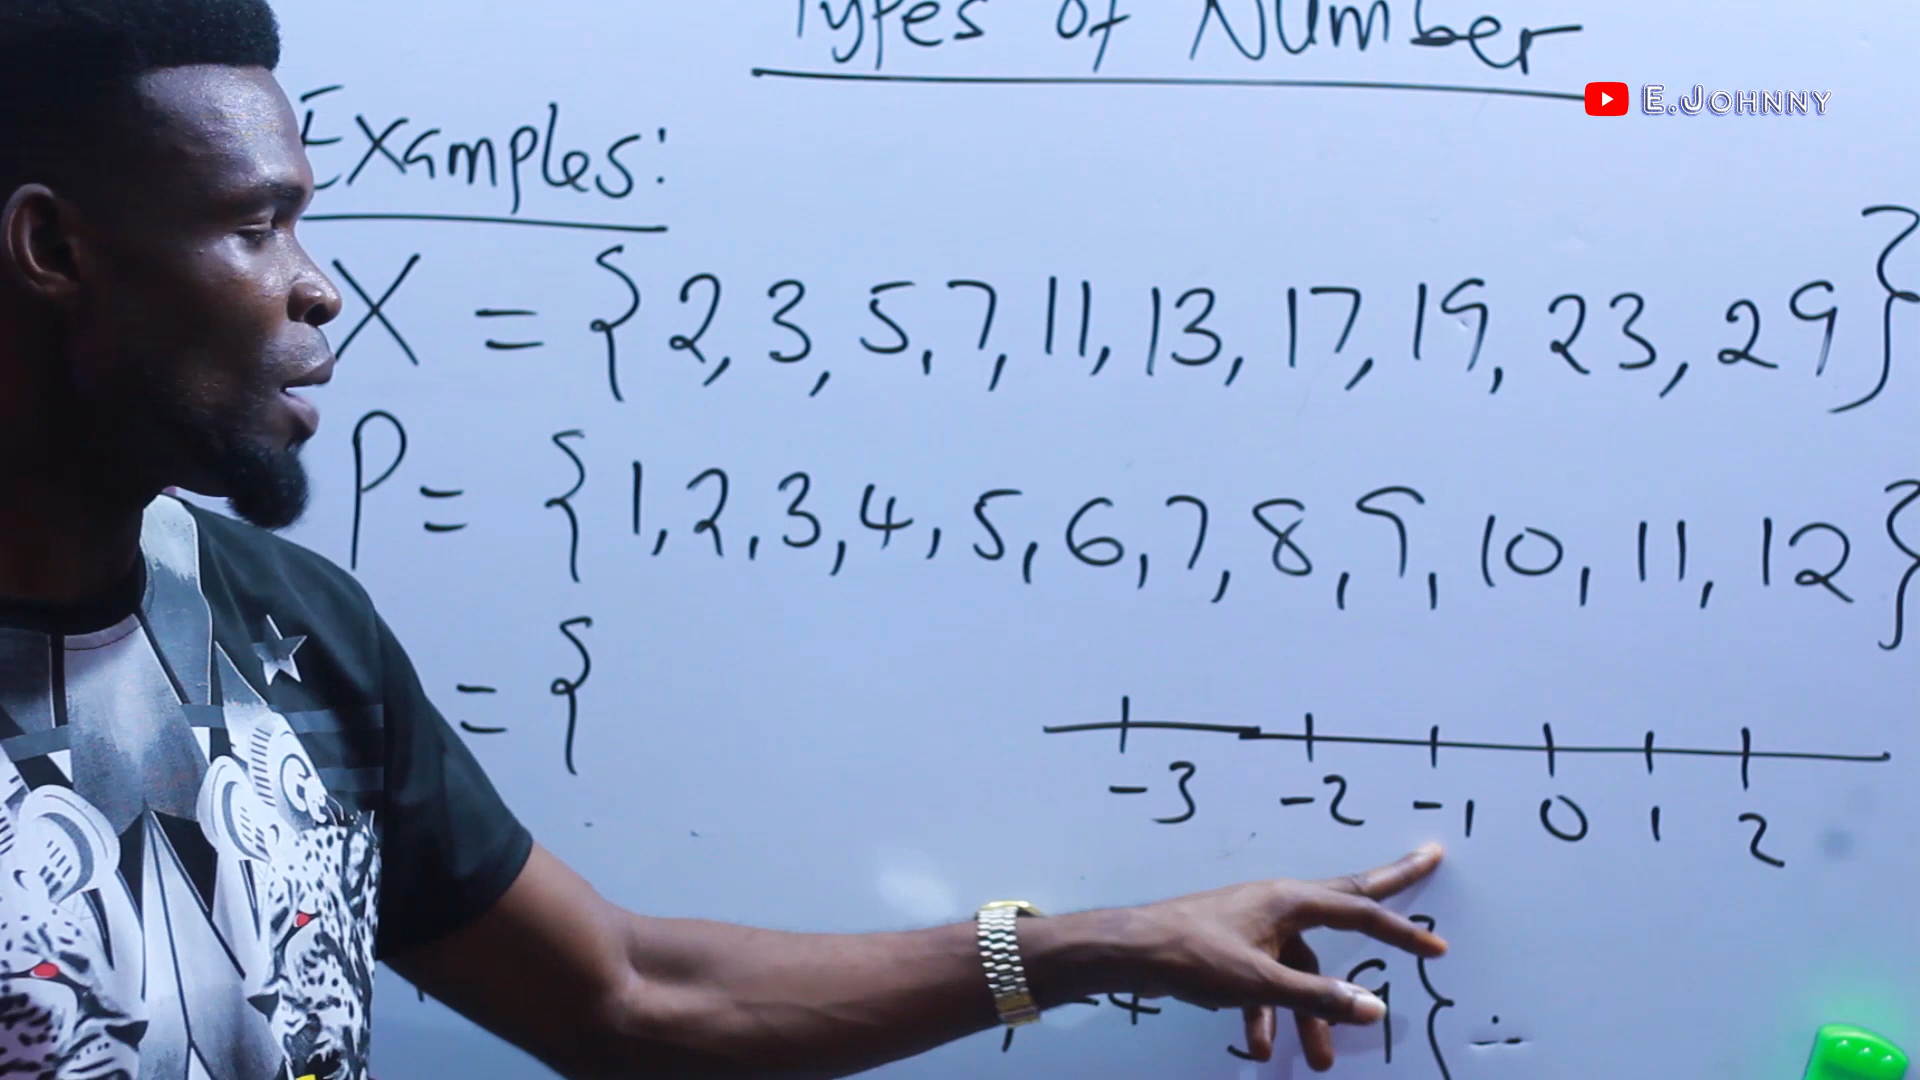 Types of Number
E.JOHNNY
Examples:
X = {2, 3, 5, 7, 11, 13, 17, 19, 23, 29}
P = {1, 2, 3, 4, 5, 6, 7, 8, 9, 10, 11, 12}
= {
-3 -2 -1 0 1 2
9}